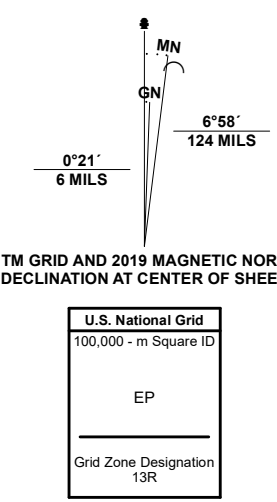 MN
GN
6°58´
124 MILS
0°21´
6 MILS
TM GRID AND 2019 MAGNETIC NOR
DECLINATION AT CENTER OF SHEE
U.S. National Grid
100,000 - m Square ID
EP
Grid Zone Designation
13R